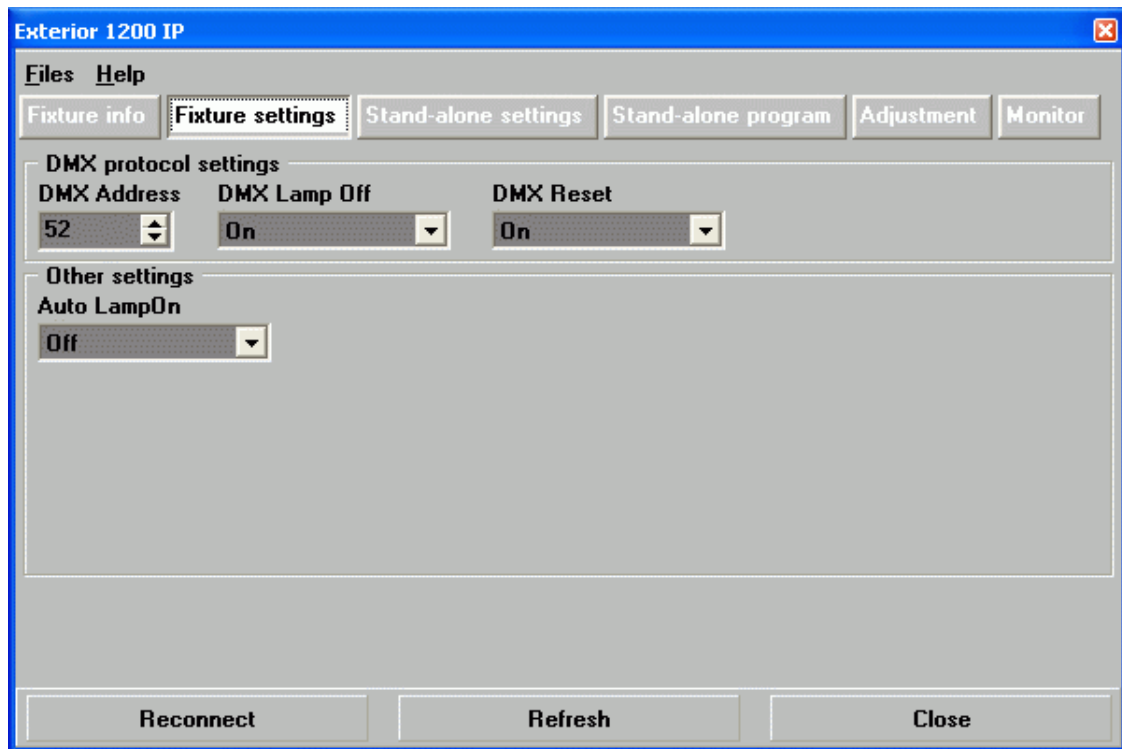 Exterior 1200 IP
Files Help
Fixture info Fixture settings Stand-alone settings Stand-alone program Adjustment Monitor
DMX protocol settings
DMX Address DMX Lamp Off DMX Reset
52 On On
Other settings
Auto LampOn
Off
Reconnect Refresh Close